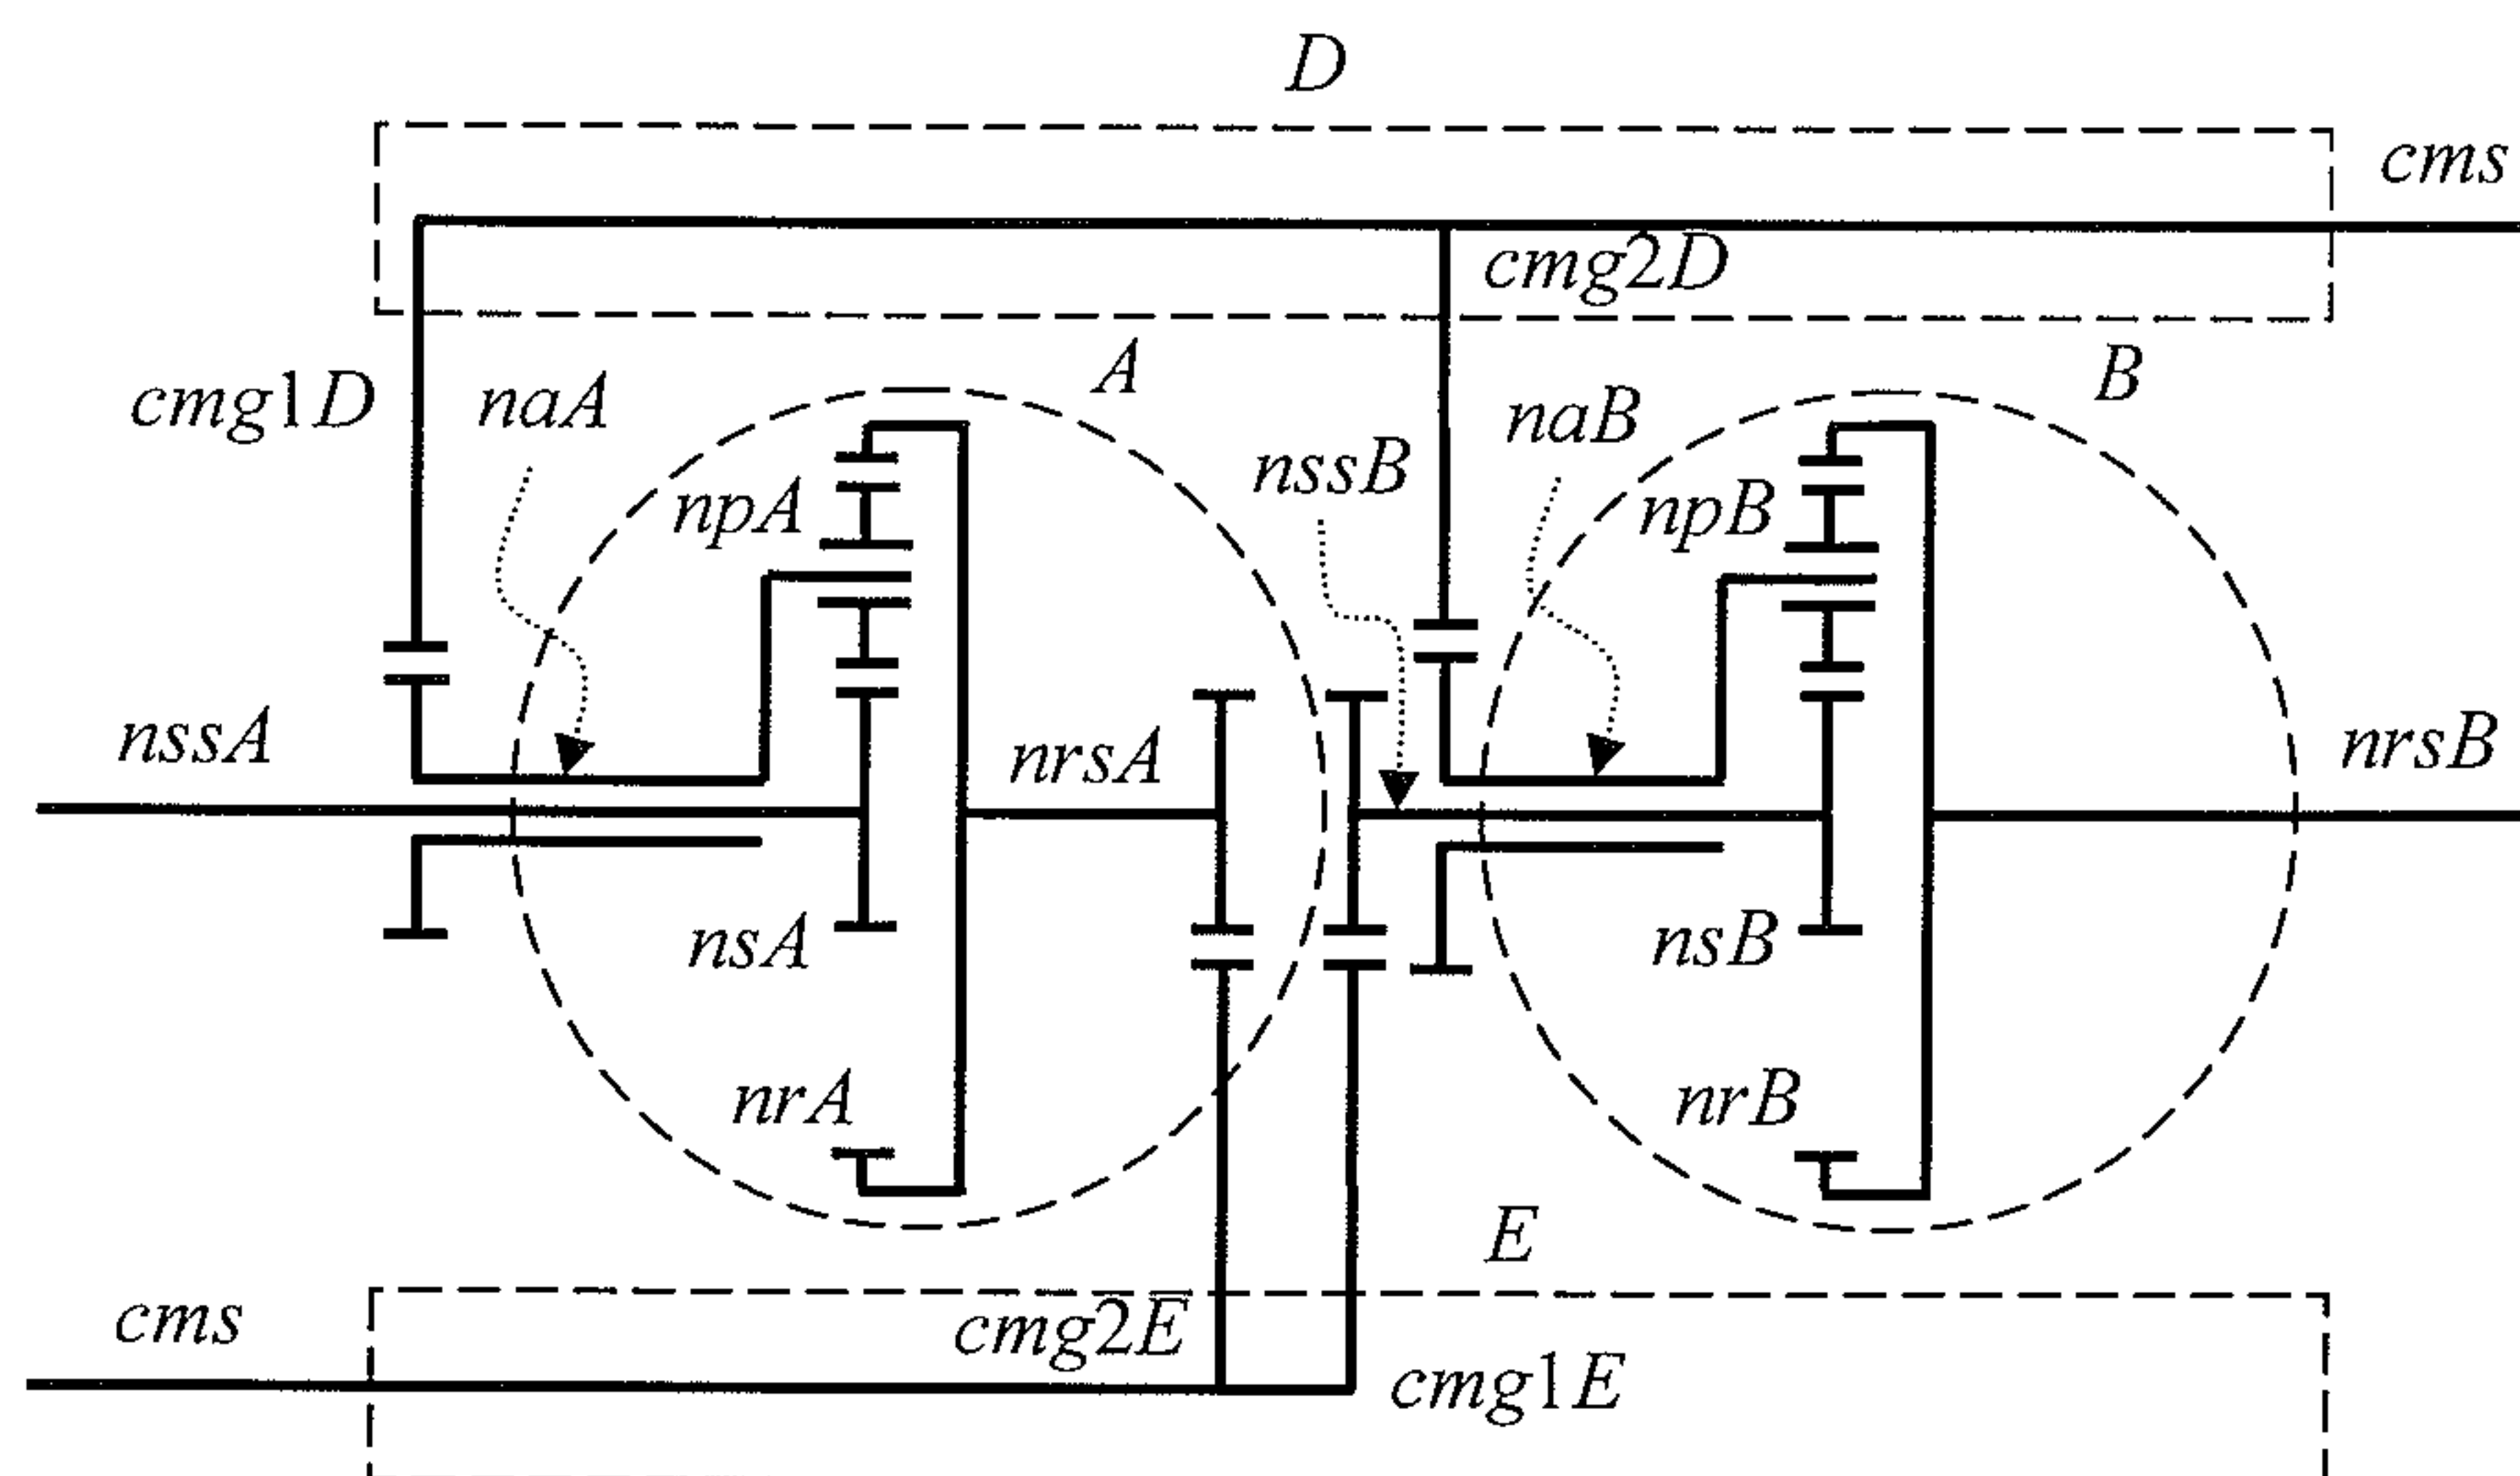 D
cms
cmg2D
A
B
cmg1D
naA
naB
nssB
npA
npB
nssA
nrsA
nrsB
nsA
nsB
nrA
nrB
E
cms
cmg2E
cmg1E